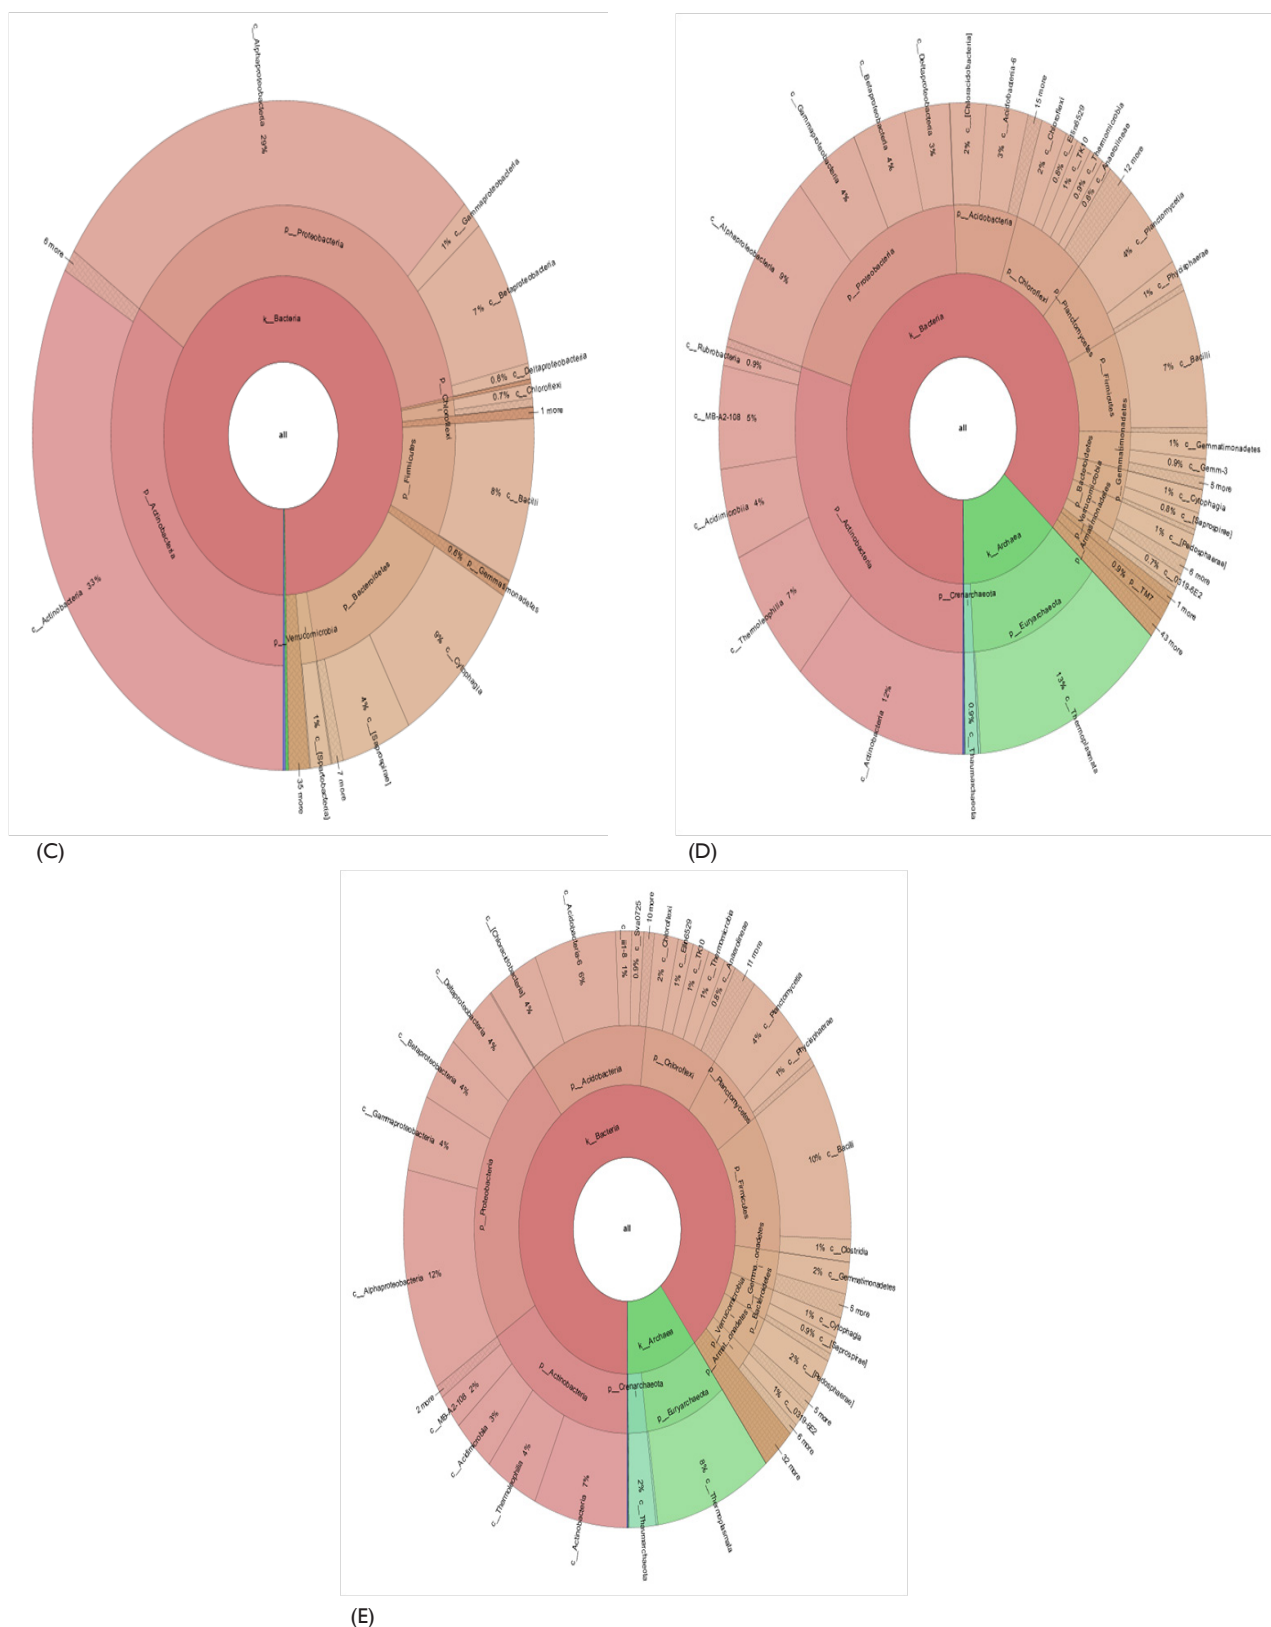 c__Alphaproteobacteria 29%
1% c__Gammaproteobacteria
7% c__Betaproteobacteria
0.8% c__Deltaproteobacteria
0.7% c__Chloroflexi
1 more
8% c__Bacilli
0.6% p__Gemmatimonadetes
9% c__Cytophagia
4% c__[Saprospirae]
7 more
1% c__[Spartobacteria]
35 more
c__Actinobacteria 33%
6 more
p__Proteobacteria
p__Chloroflexi
p__Firmicutes
p__Bacteroidetes
p__Verrucomicrobia
p__Actinobacteria
k__Bacteria
all
(C)
c__Rubrobacteria 0.9%
c__Alphaproteobacteria 9%
c__Gammaproteobacteria 4%
c__Betaproteobacteria 4%
c__Deltaproteobacteria 3%
2% c__[Chloracidobacteria]
3% c__Acidobacteria-6
15 more
2% c__Chloroflexi
0.8% c__Ellin6529
1% c__TK10
0.9% c__Thermomicrobia
0.8% c__Anaerolineae
12 more
4% c__Planctomycetia
1% c__Phycisphaerae
7% c__Bacilli
1% c__Gemmatimonadetes
0.9% c__Gemm-3
5 more
1% c__Cytophagia
0.8% c__[Saprospirae]
1% c__[Pedosphaerae]
6 more
0.7% c__0319-6E2
1 more
0.9% p__TM7
43 more
13% c__Thermoplasmata
0.9% c__Thaumarchaeota
c__Actinobacteria 12%
c__Thermoleophilia 7%
c__Acidimicrobiia 4%
c__MB-A2-108 5%
p__Proteobacteria
p__Acidobacteria
p__Chloroflexi
p__Planctomycetes
p__Firmicutes
p__Gemmatimonadetes
p__Bacteroidetes
p__Verrucomicrobia
p__Armatimonadetes
p
p__Actinobacteria
p__Crenarchaeota
p__Euryarchaeota
k__Bacteria
k__Archaea
all
(D)
c__Alphaproteobacteria 12%
c__Gammaproteobacteria 4%
c__Betaproteobacteria 4%
c__Deltaproteobacteria 4%
c__[Chloracidobacteria] 4%
c__Acidobacteria-6 6%
c__iii1-8 1%
0.9% c__Sva0725
10 more
2% c__Chloroflexi
1% c__Ellin6529
1% c__TK10
1% c__Thermomicrobia
0.8% c__Anaerolineae
11 more
4% c__Planctomycetia
1% c__Phycisphaerae
10% c__Bacilli
1% c__Clostridia
2% c__Gemmatimonadetes
6 more
1% c__Cytophagia
0.9% c__[Saprospirae]
2% c__[Pedosphaerae]
5 more
1% c__0319-6E2
6 more
32 more
8% c__Thermoplasmata
2% c__Thaumarchaeota
c__Actinobacteria 7%
c__Thermoleophilia 4%
c__Acidimicrobiia 3%
c__MB-A2-108 2%
2 more
p__Proteobacteria
p__Acidobacteria
p__Chloroflexi
p__Planctomycetes
p__Firmicutes
p__Gemma...onadetes
p__Bacteroidetes
p__Verrucomicrobia
p__Armat...onadetes
p__Actinobacteria
p__Crenarchaeota
p__Euryarchaeota
k__Bacteria
k__Archaea
all
(E)